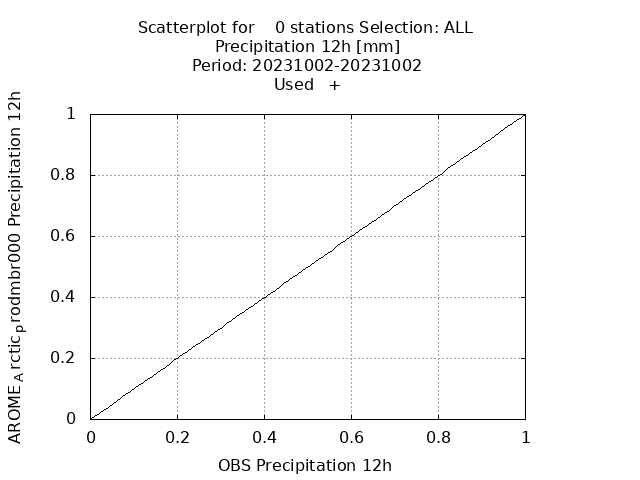 Scatterplot for    0 stations Selection: ALL
Precipitation 12h [mm]
Period: 20231002-20231002
Used   +
AROME_Arctic_prodmbr000 Precipitation 12h
1
0.8
0.6
0.4
0.2
0
0 0.2 0.4 0.6 0.8 1
OBS Precipitation 12h